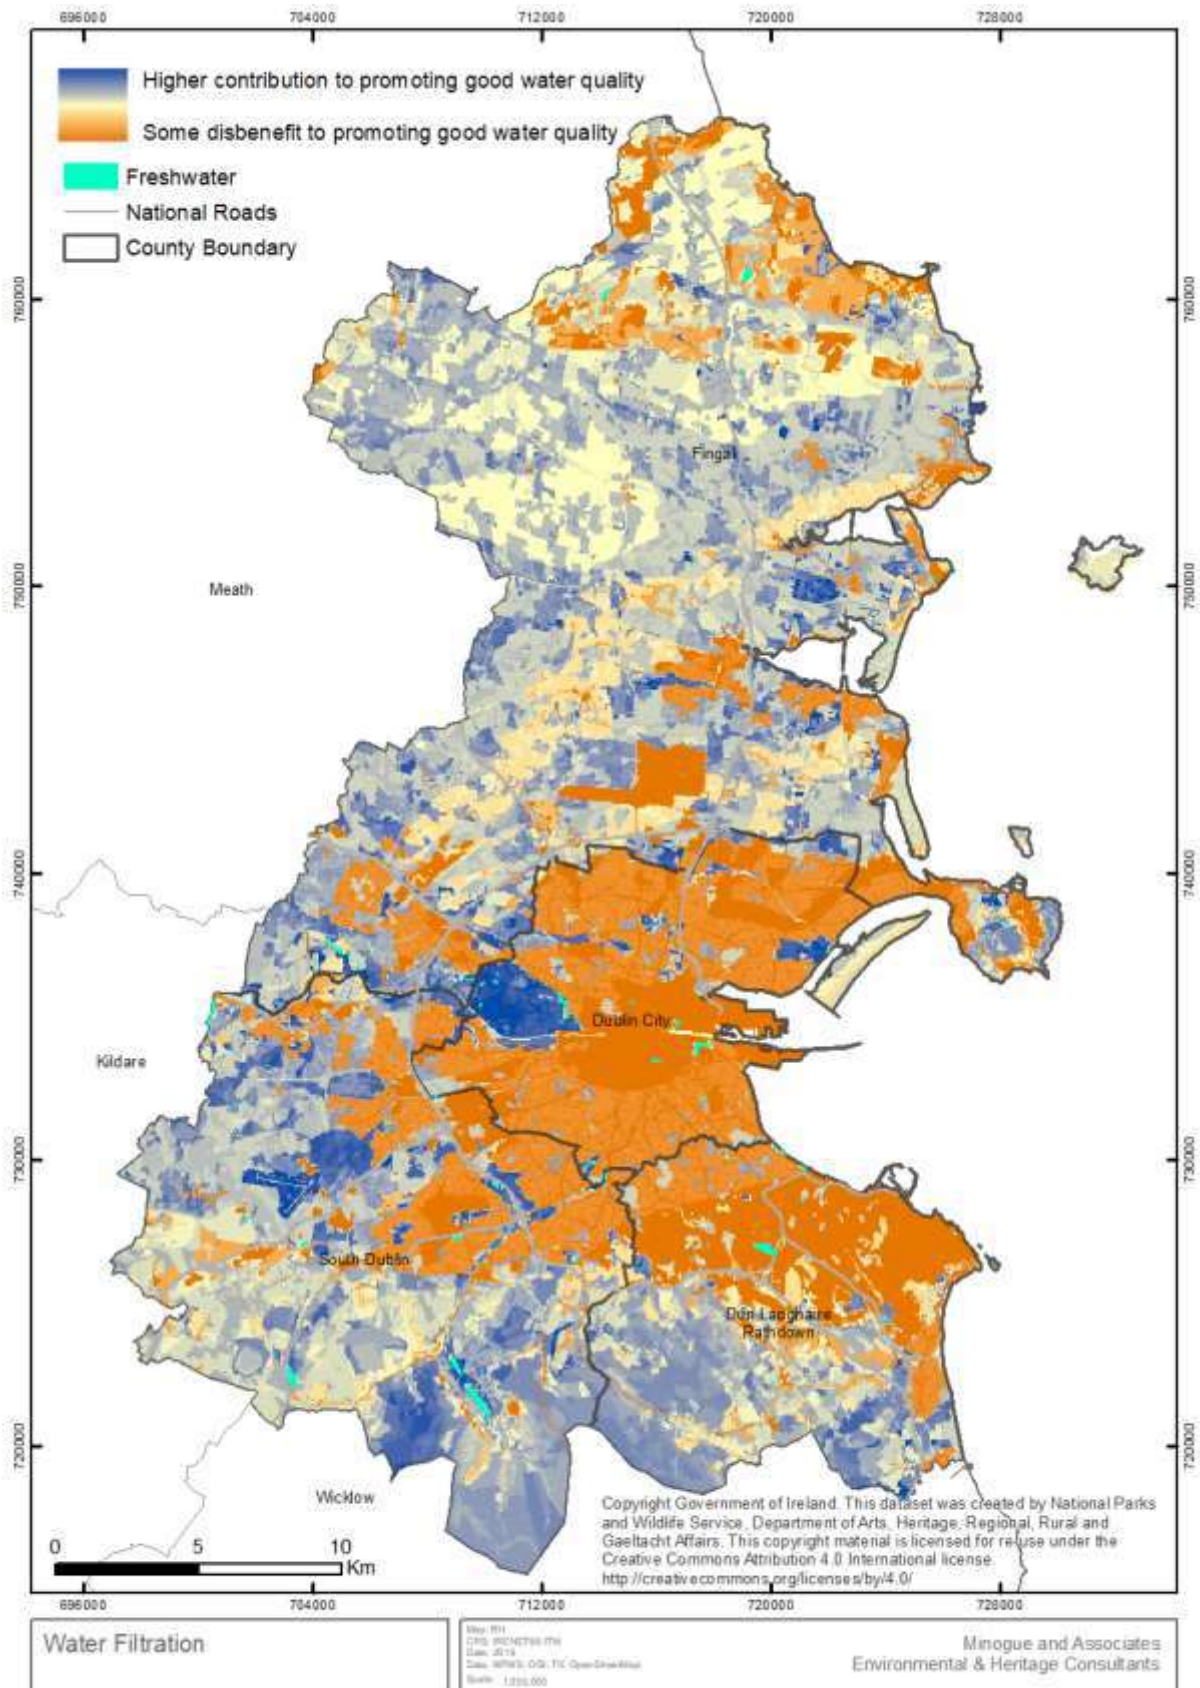 696000 704000 712000 720000 728000
Higher contribution to promoting good water quality
Some disbenefit to promoting good water quality
Freshwater
National Roads
County Boundary
760000 760000
Fingal
Meath
750000 750000
740000 740000
Dublin City
Kildare
730000 730000
South Dublin
Dún Laoghaire
Rathdown
720000 720000
Wicklow
Copyright Government of Ireland. This dataset was created by National Parks
and Wildlife Service, Department of Arts, Heritage, Regional, Rural and
Gaeltacht Affairs. This copyright material is licensed for re-use under the
Creative Commons Attribution 4.0 International license.
http://creativecommons.org/licenses/by/4.0/
0 5 10
Km
696000 704000 712000 720000 728000
Water Filtration
Minogue and Associates
Environmental & Heritage Consultants